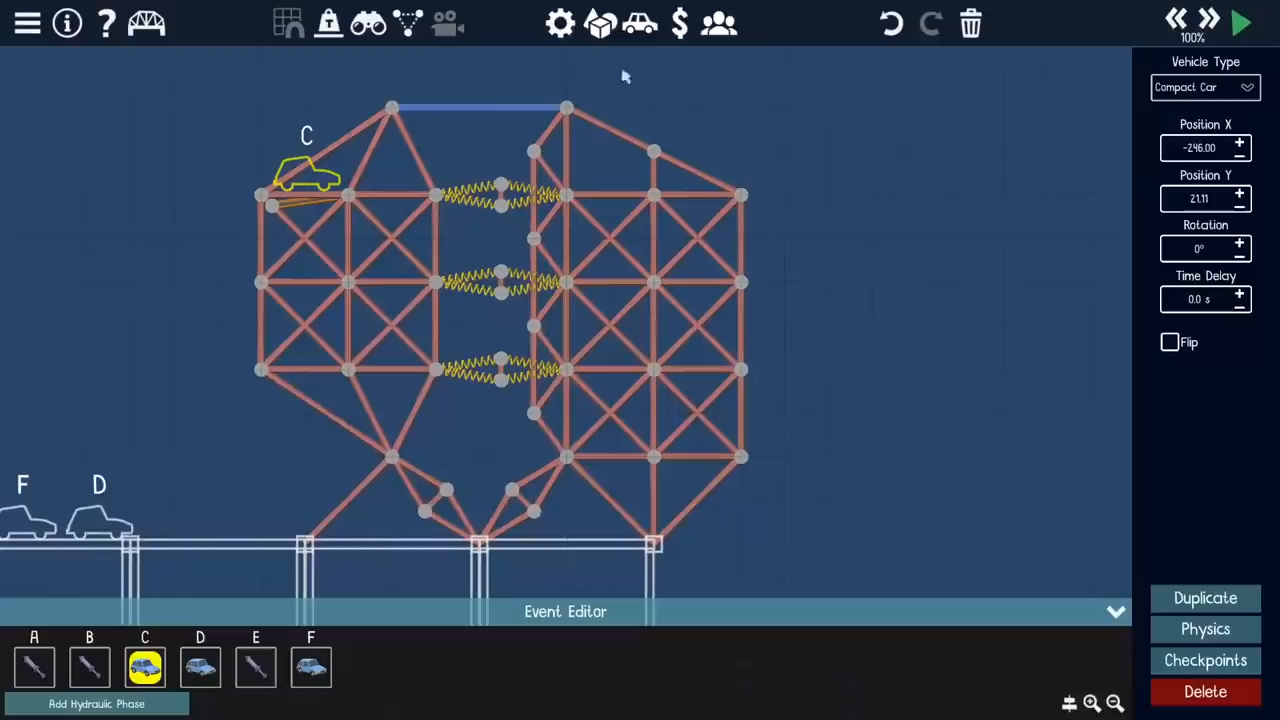 100%
Vehicle Type
Compact Car
Position X
-246.00
Position Y
21.11
Rotation
0°
Time Delay
0.0 s
Flip
C
F
D
Duplicate
Physics
Checkpoints
Delete
Event Editor
A B C D E F
Add Hydraulic Phase